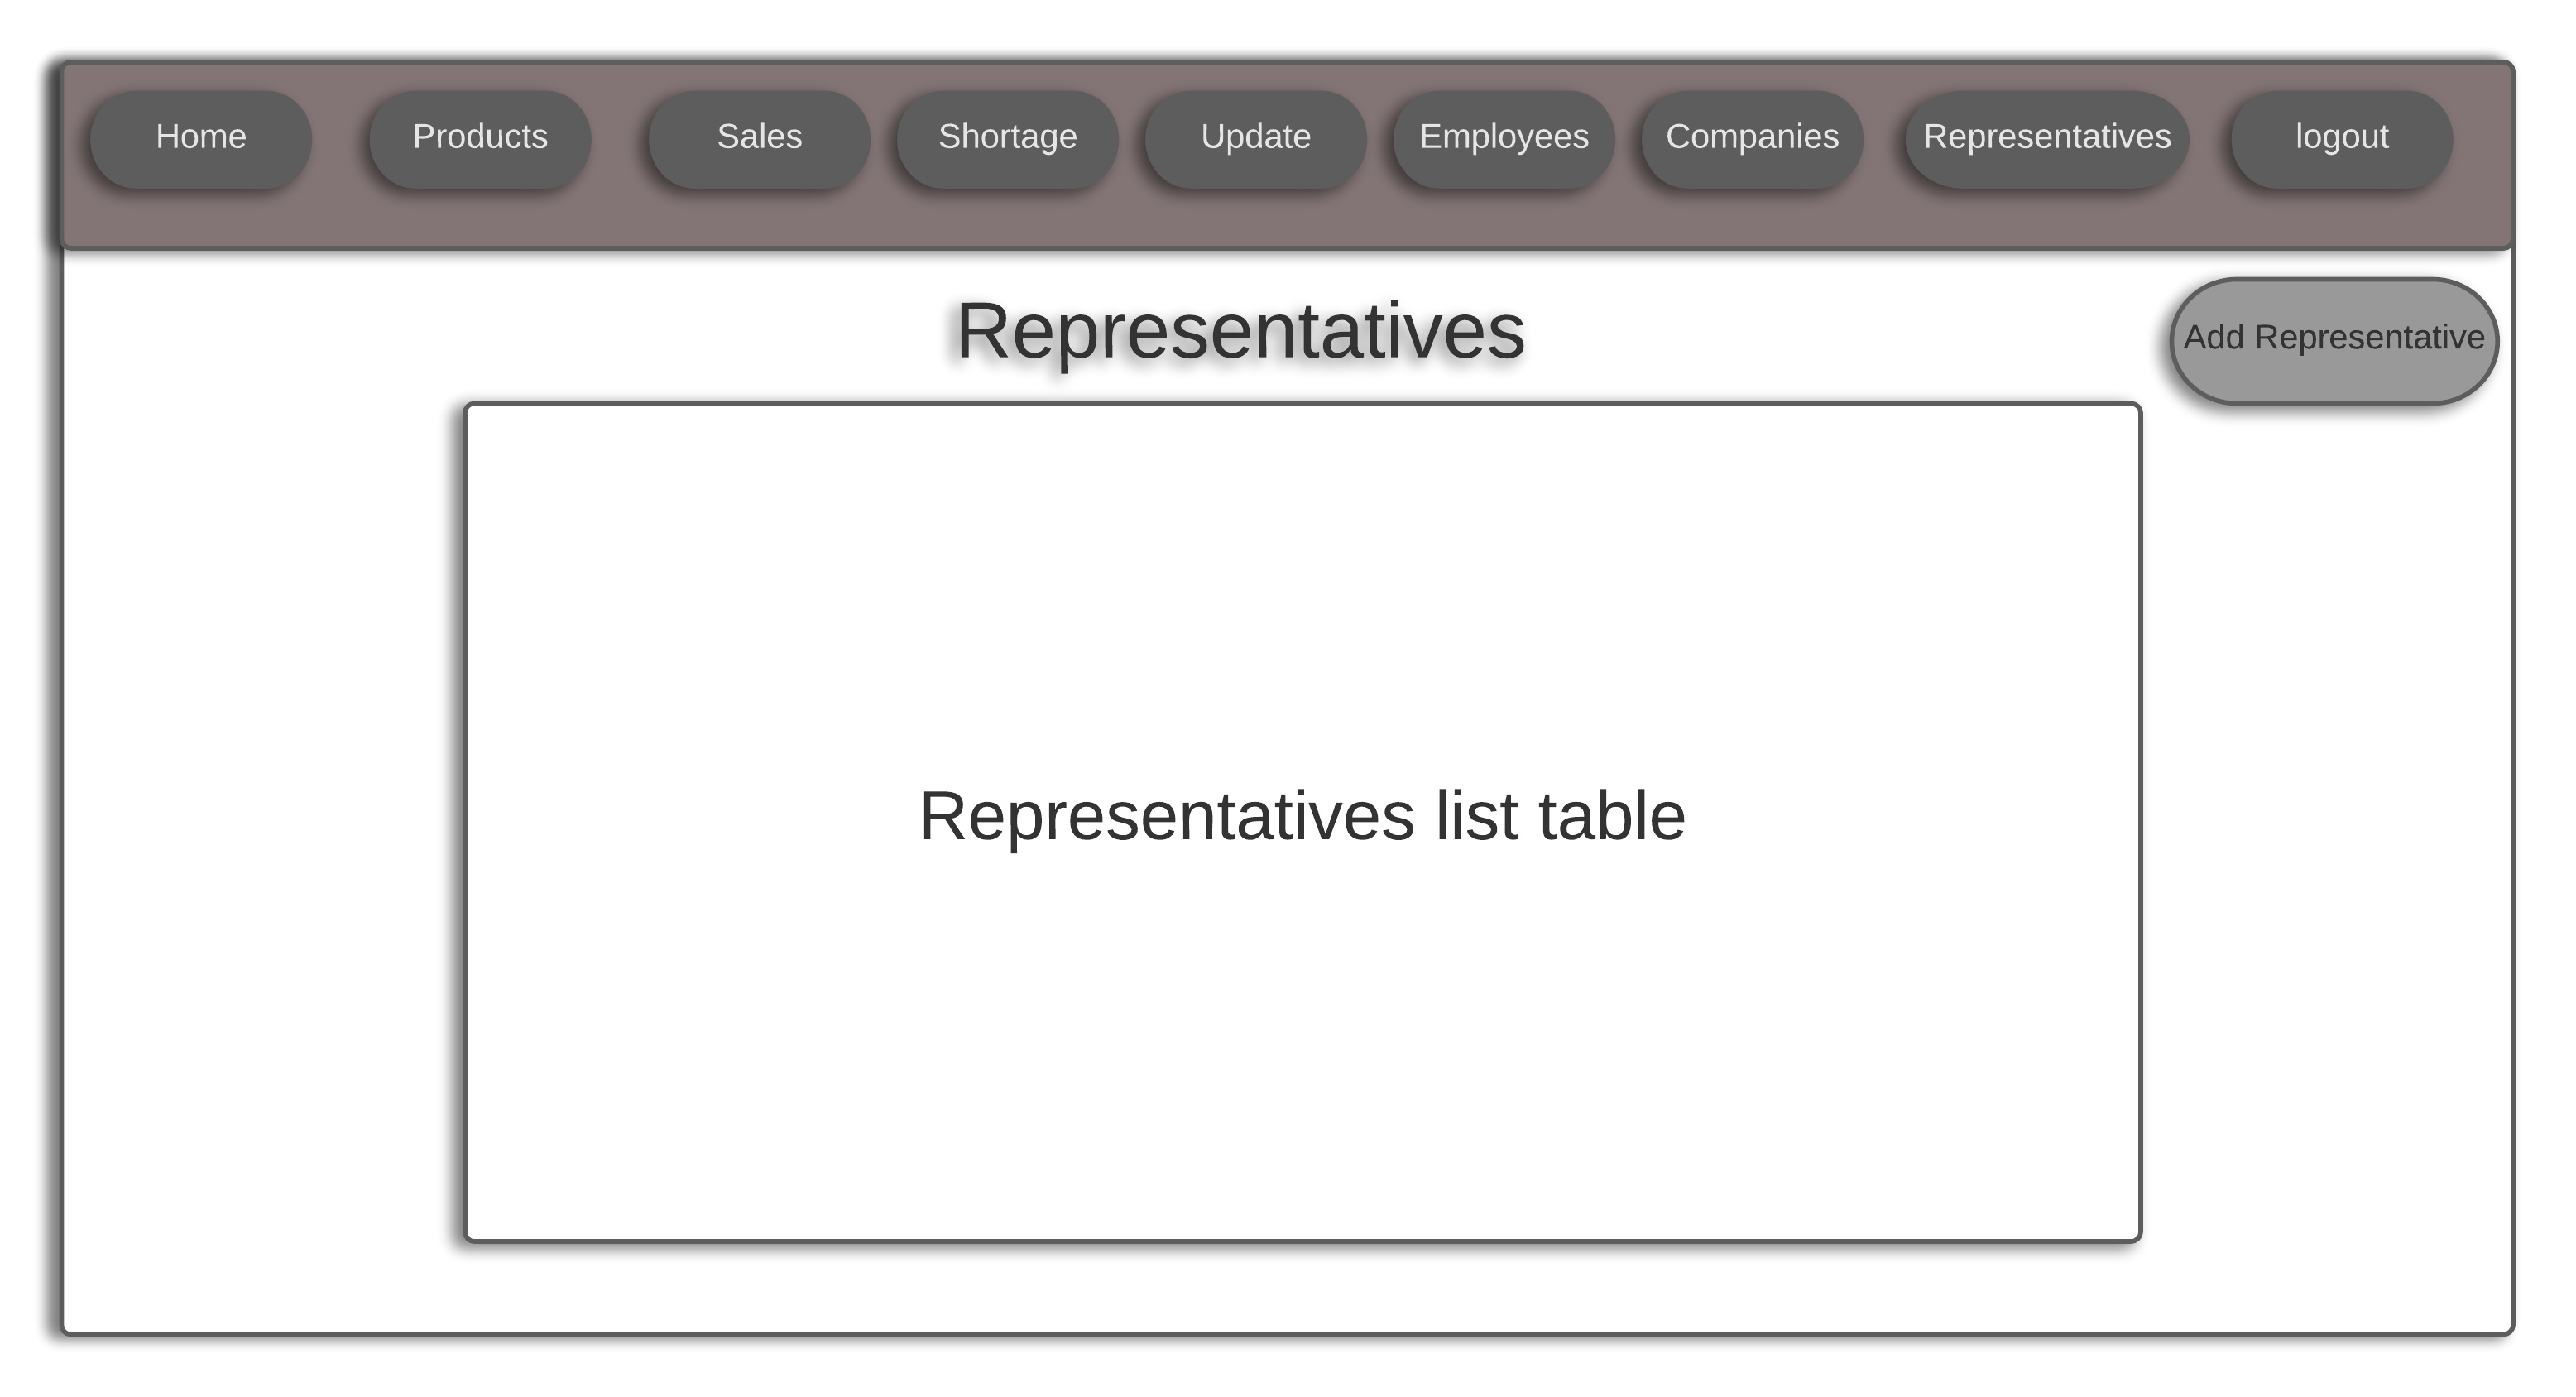 Home Products Sales Shortage Update Employees Companies Representatives logout
Representatives
Add Representative
Representatives list table